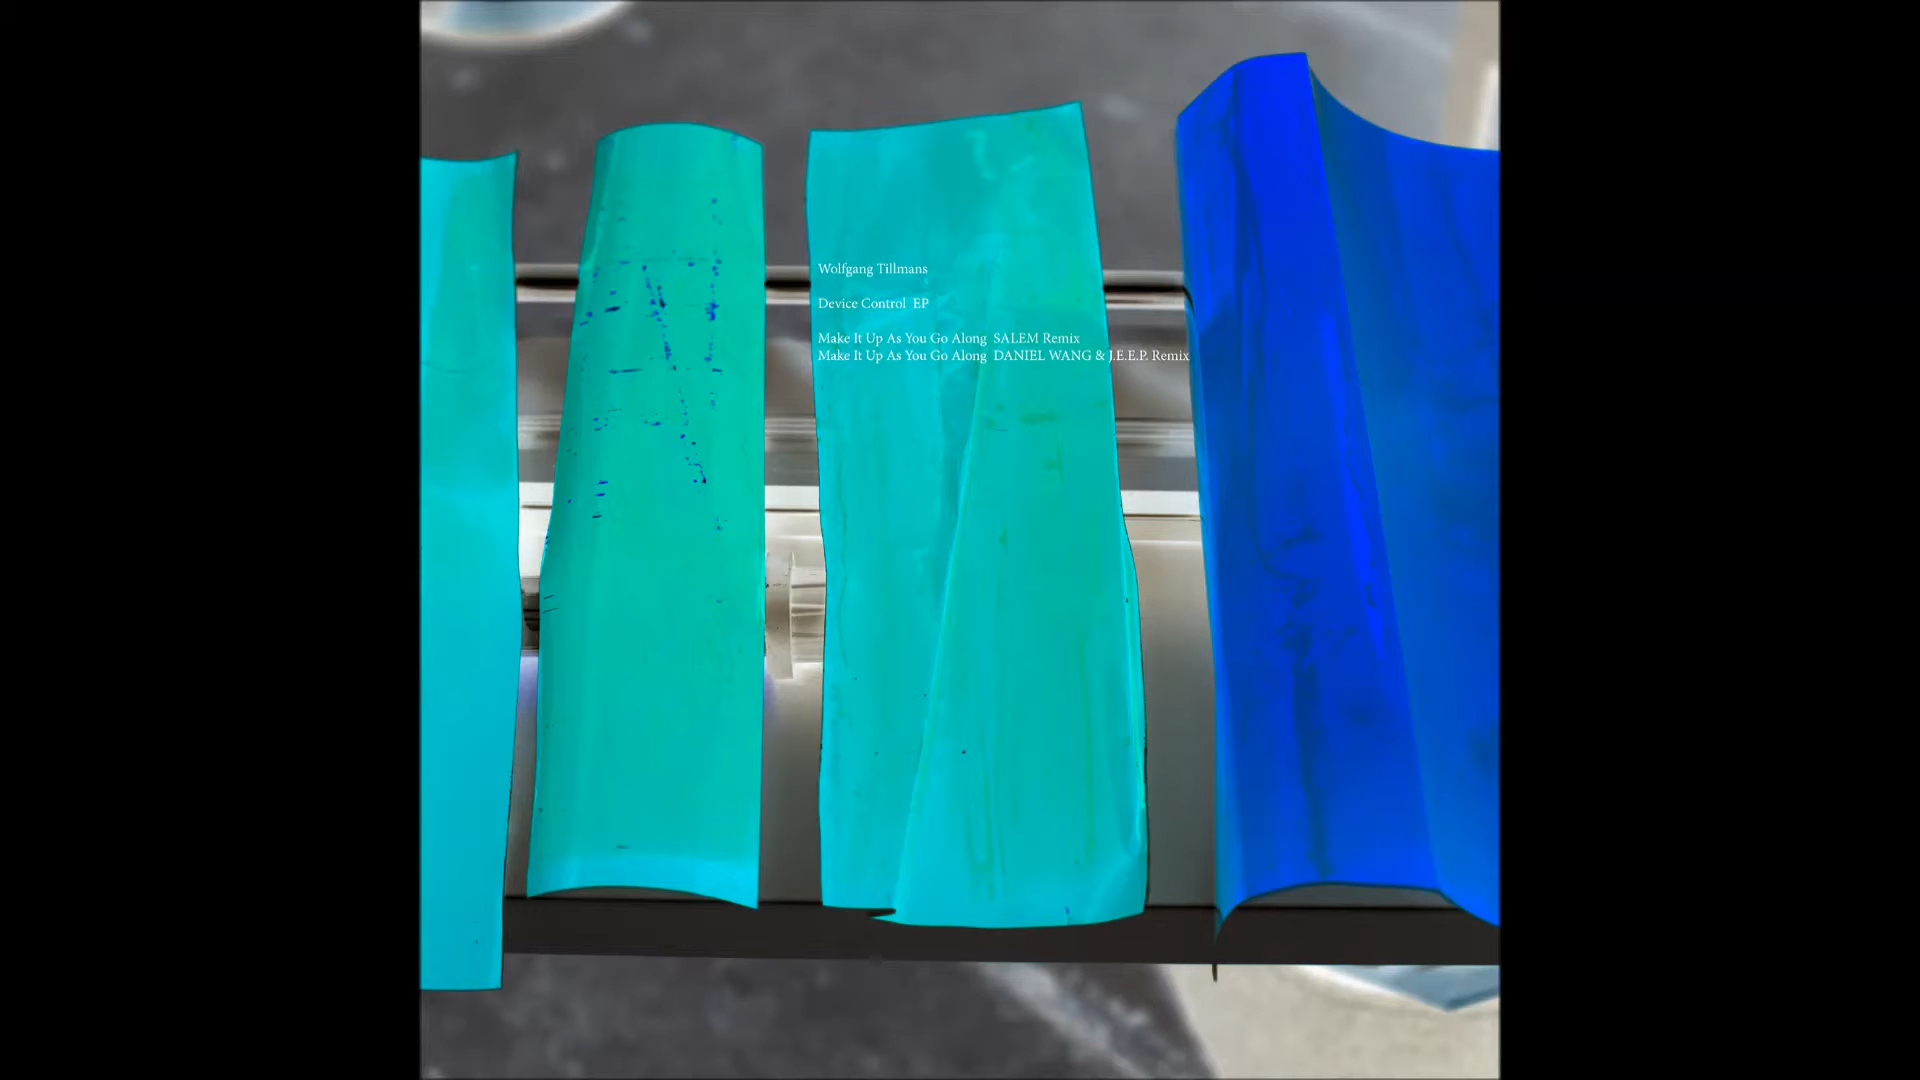 Wolfgang Tillmans
Device Control EP
Make It Up As You Go Along SALEM Remix
Make It Up As You Go Along DANIEL WANG & J.E.E.P. Remix